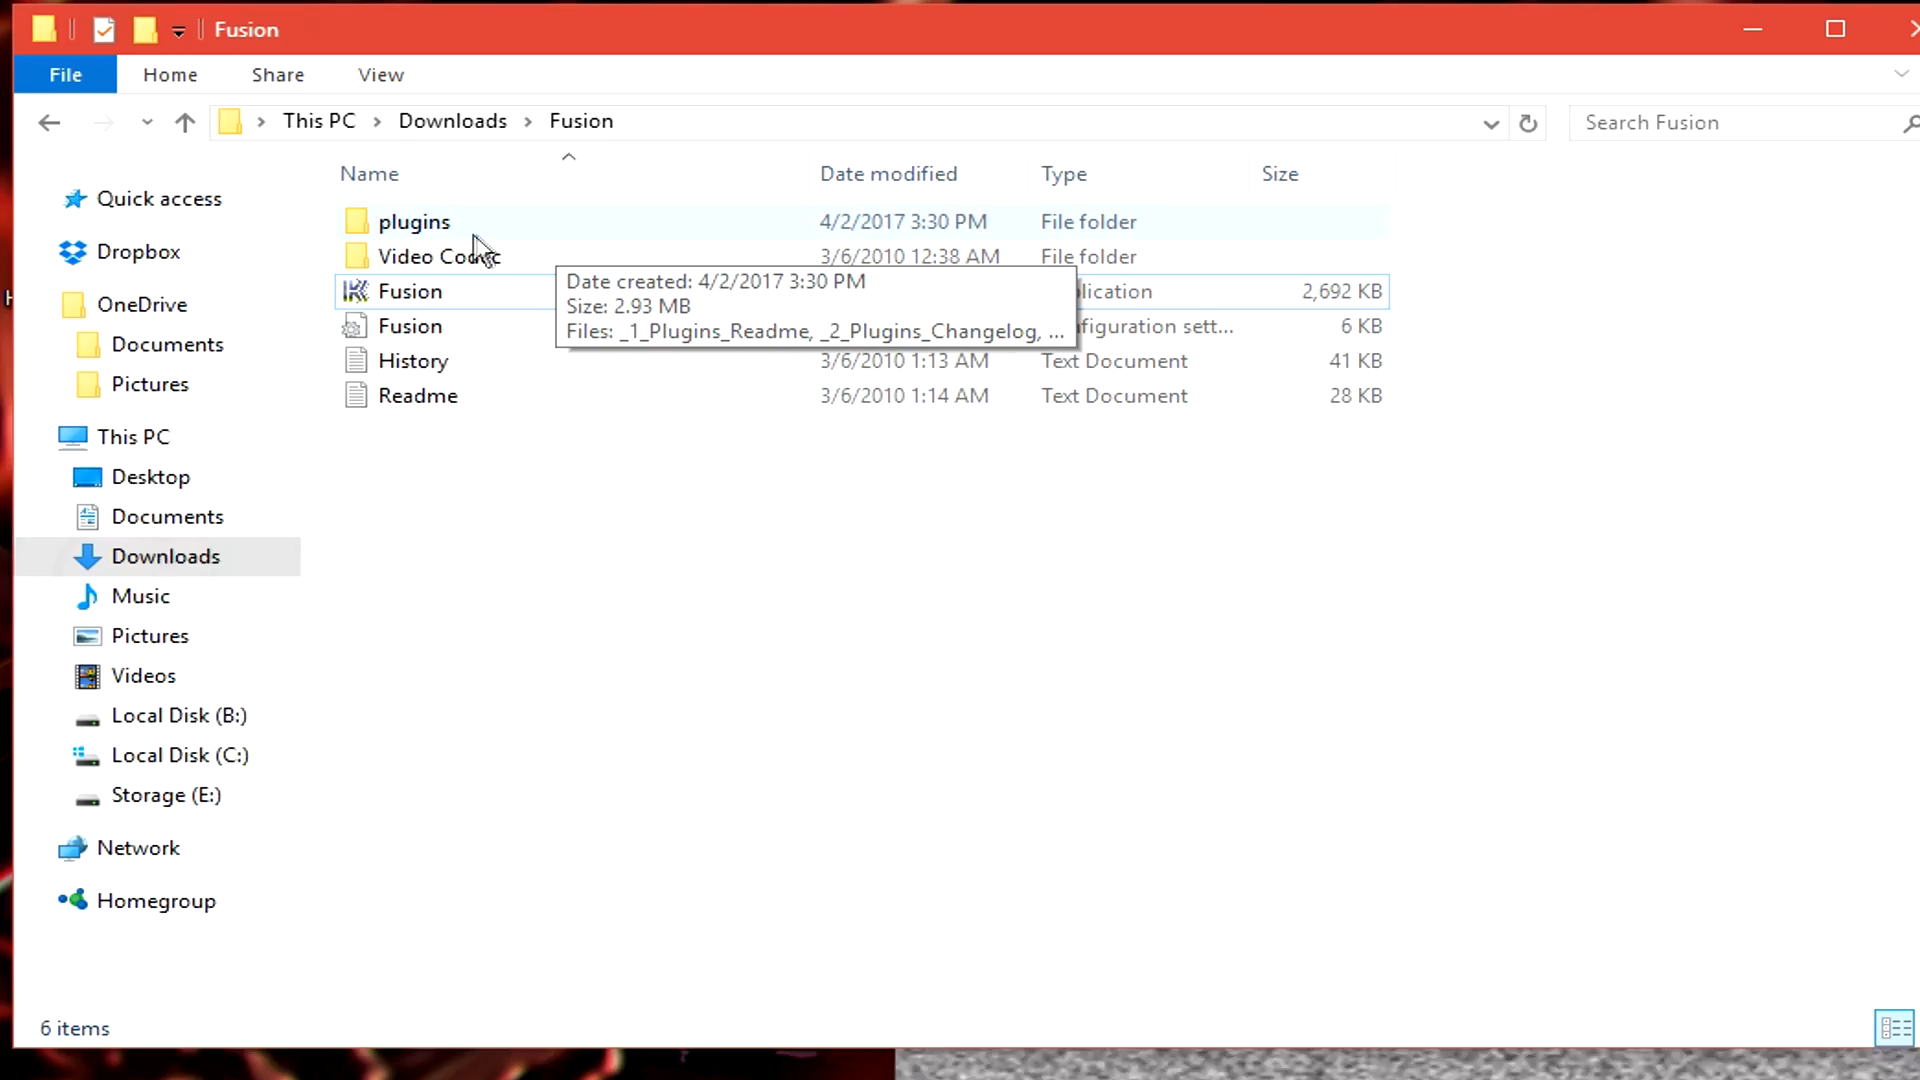 Fusion
File Home Share View
This PC Downloads Fusion
Search Fusion
Name Date modified Type Size
plugins 4/2/2017 3:30 PM File folder
Video Codec 3/6/2010 12:38 AM File folder
Fusion 2,692 KB
Fusion 6 KB
History 3/6/2010 1:13 AM Text Document 41 KB
Readme 3/6/2010 1:14 AM Text Document 28 KB
Date created: 4/2/2017 3:30 PM
Size: 2.93 MB
Files: _1_Plugins_Readme, _2_Plugins_Changelog, ...
Quick access
Dropbox
OneDrive
Documents
Pictures
This PC
Desktop
Documents
Downloads
Music
Pictures
Videos
Local Disk (B:)
Local Disk (C:)
Storage (E:)
Network
Homegroup
6 items